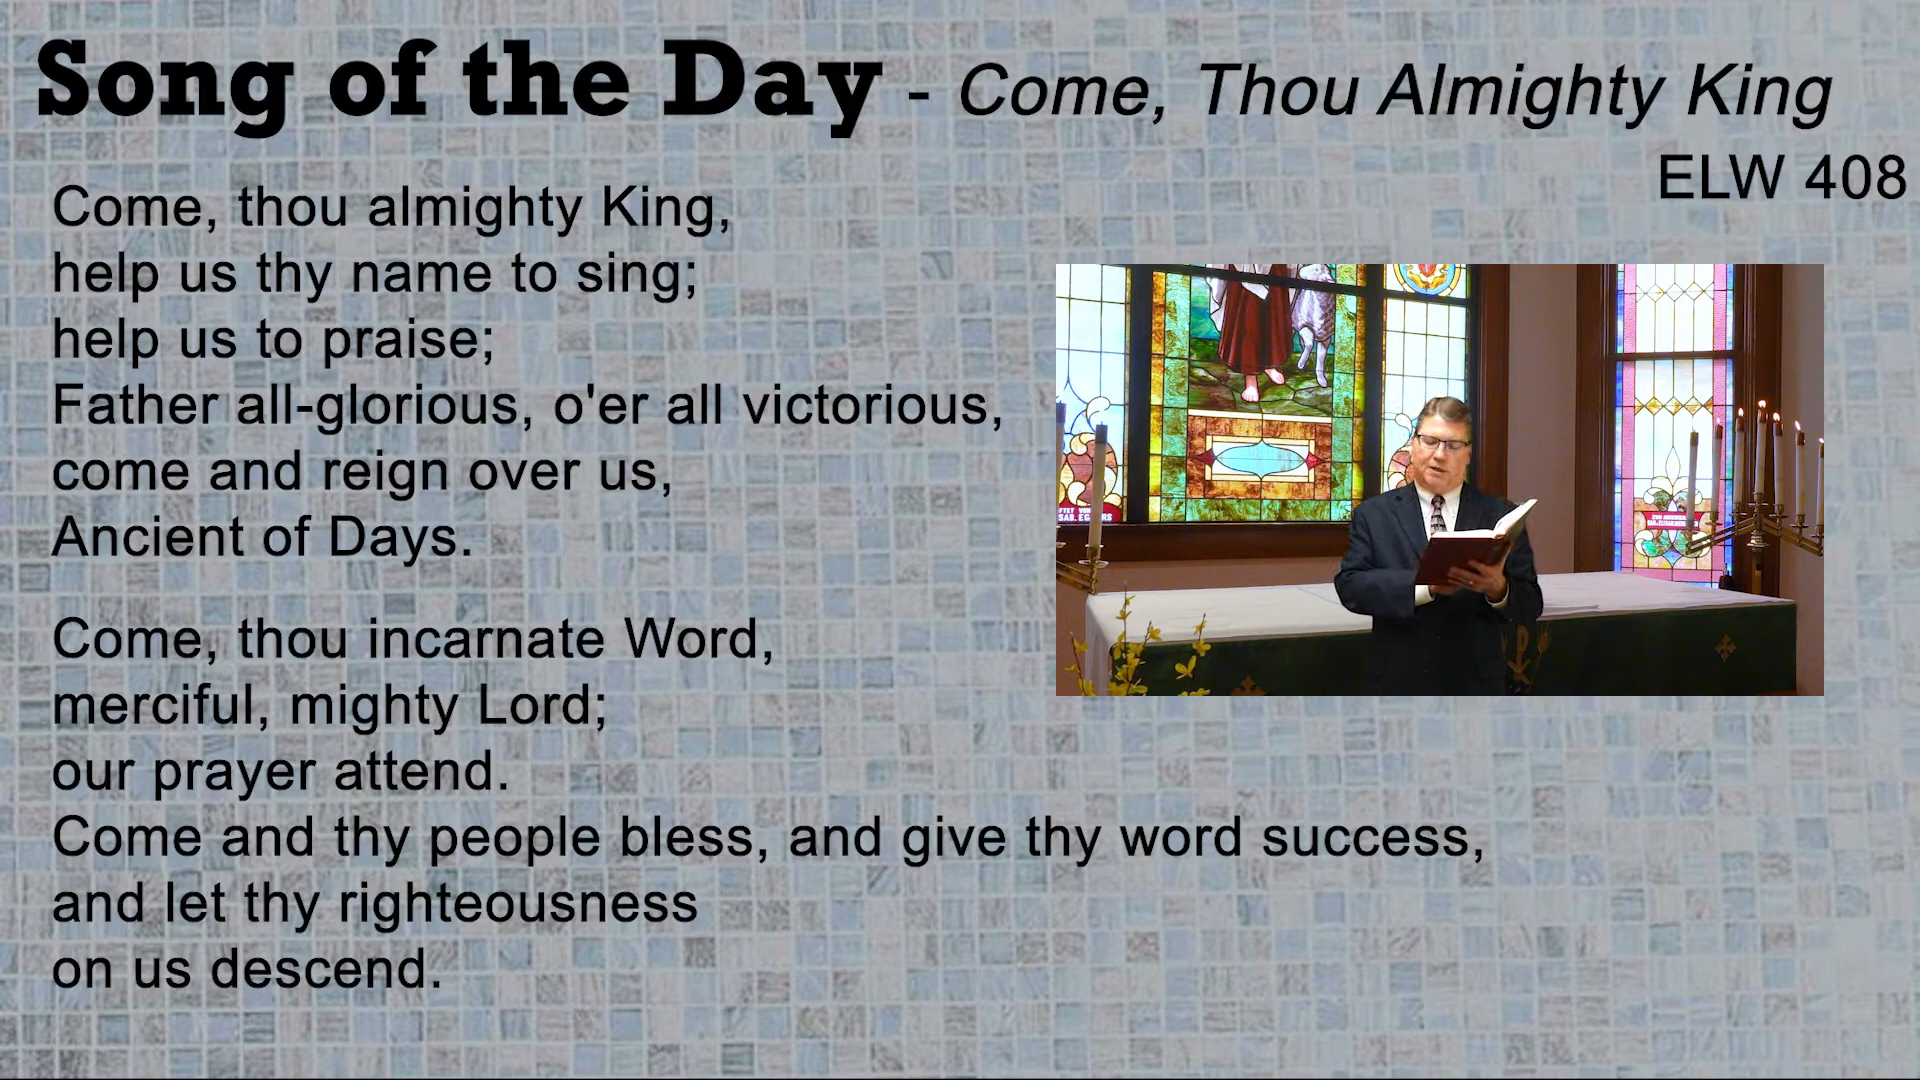 Song of the Day - Come, Thou Almighty King
ELW 408
Come, thou almighty King,
help us thy name to sing;
help us to praise;
Father all-glorious, o'er all victorious,
come and reign over us,
Ancient of Days.
Come, thou incarnate Word,
merciful, mighty Lord;
our prayer attend.
Come and thy people bless, and give thy word success,
and let thy righteousness
on us descend.